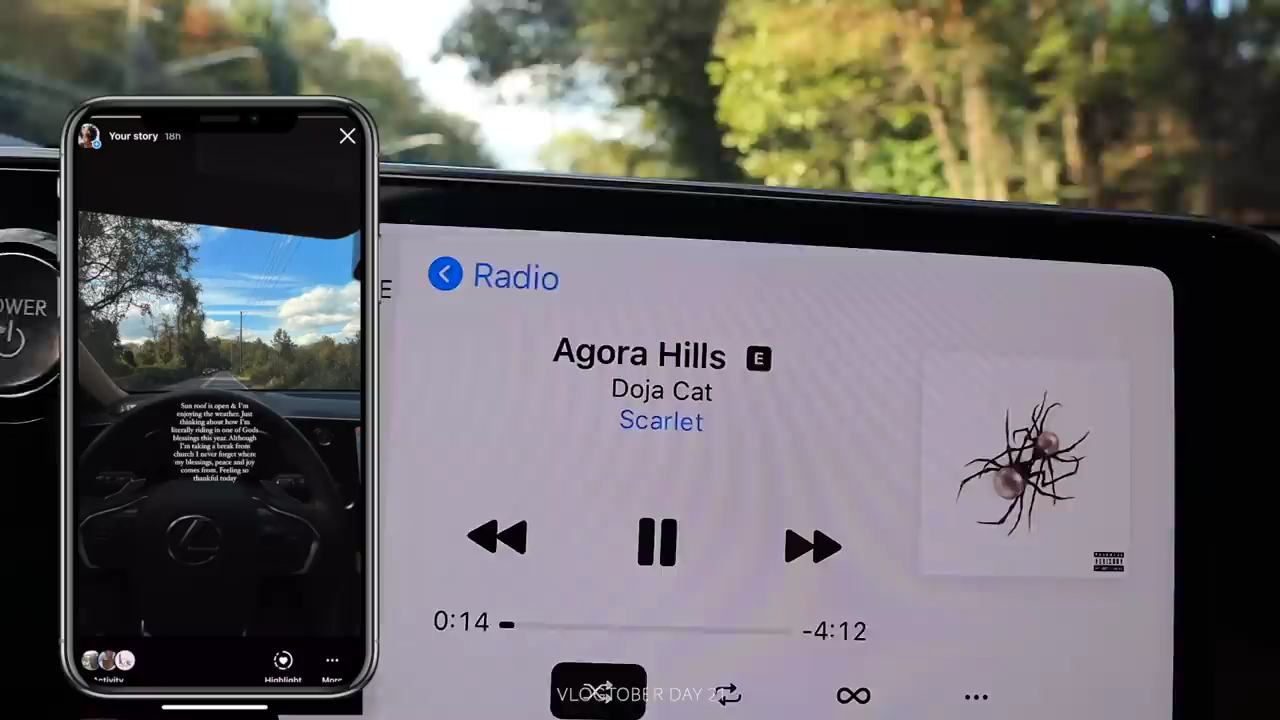 Your story 18h
Sun roof is open & I'm
enjoying the weather. Just
thinking about how I'm
literally riding in one of Gods
blessings this year. Although
I'm taking a break from
church I never forget where
my blessings, peace and joy
comes from. Feeling so
thankful today
Activity
Highlight
More
OWER
E
Radio
Agora Hills E
Doja Cat
Scarlet
0:14
-4:12
VLOGTOBER DAY 21